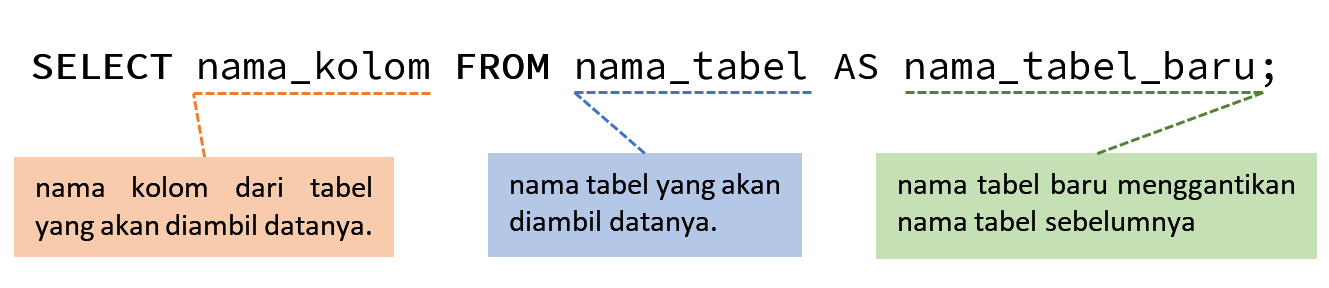 SELECT nama_kolom FROM nama_tabel AS nama_tabel_baru;
nama kolom dari tabel
yang akan diambil datanya.
nama tabel yang akan
diambil datanya.
nama tabel baru menggantikan
nama tabel sebelumnya